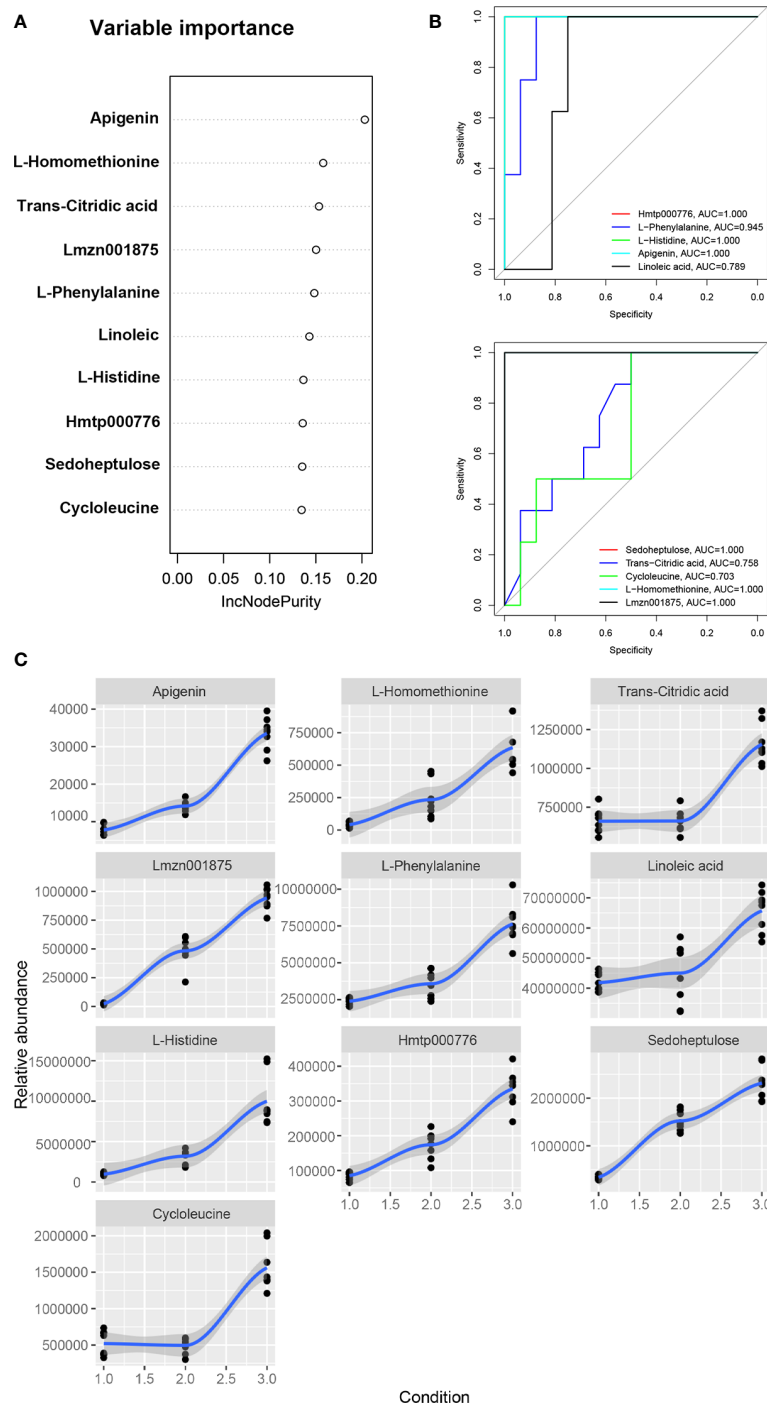 A
Variable importance
Apigenin
L-Homomethionine
Trans-Citridic acid
Lmzn001875
L-Phenylalanine
Linoleic
L-Histidine
Hmtp000776
Sedoheptulose
Cycloleucine
0.00 0.05 0.10 0.15 0.20
IncNodePurity
B
1.0
0.8
0.6
0.4
0.2
0.0
Sensitivity
Hmtp000776, AUC=1.000
L−Phenylalanine, AUC=0.945
L−Histidine, AUC=1.000
Apigenin, AUC=1.000
Linoleic acid, AUC=0.789
1.0 0.8 0.6 0.4 0.2 0.0
Specificity
1.0
0.8
0.6
0.4
0.2
0.0
Sensitivity
Sedoheptulose, AUC=1.000
Trans−Citridic acid, AUC=0.758
Cycloleucine, AUC=0.703
L−Homomethionine, AUC=1.000
Lmzn001875, AUC=1.000
1.0 0.8 0.6 0.4 0.2 0.0
Specificity
C
Relative abundance
Apigenin
40000
30000
20000
10000
L-Homomethionine
750000
500000
250000
0
Trans-Citridic acid
1250000
1000000
750000
Lmzn001875
1000000
750000
500000
250000
0
L-Phenylalanine
10000000
7500000
5000000
2500000
Linoleic acid
70000000
60000000
50000000
40000000
L-Histidine
15000000
10000000
5000000
0
Hmtp000776
400000
300000
200000
100000
1.0 1.5 2.0 2.5 3.0
Sedoheptulose
2000000
1000000
1.0 1.5 2.0 2.5 3.0
Cycloleucine
2000000
1500000
1000000
500000
1.0 1.5 2.0 2.5 3.0
Condition